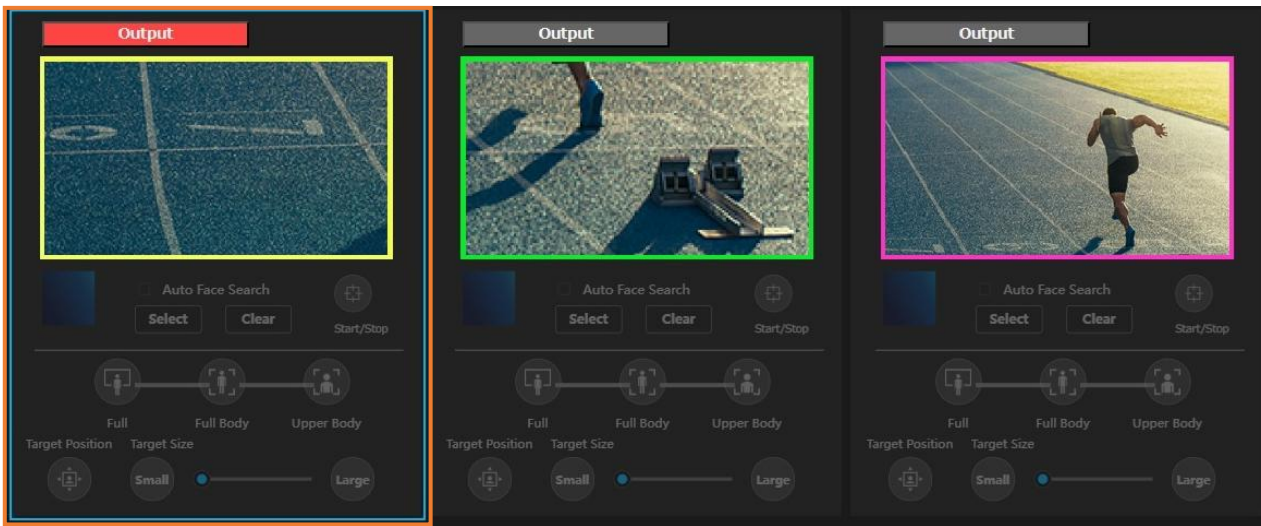 Output
Auto Face Search
Select Clear
Start/Stop
Full Full Body Upper Body
Target Position Target Size
Small Large
Output
Auto Face Search
Select Clear
Start/Stop
Full Full Body Upper Body
Target Position Target Size
Small Large
Output
Auto Face Search
Select Clear
Start/Stop
Full Full Body Upper Body
Target Position Target Size
Small Large